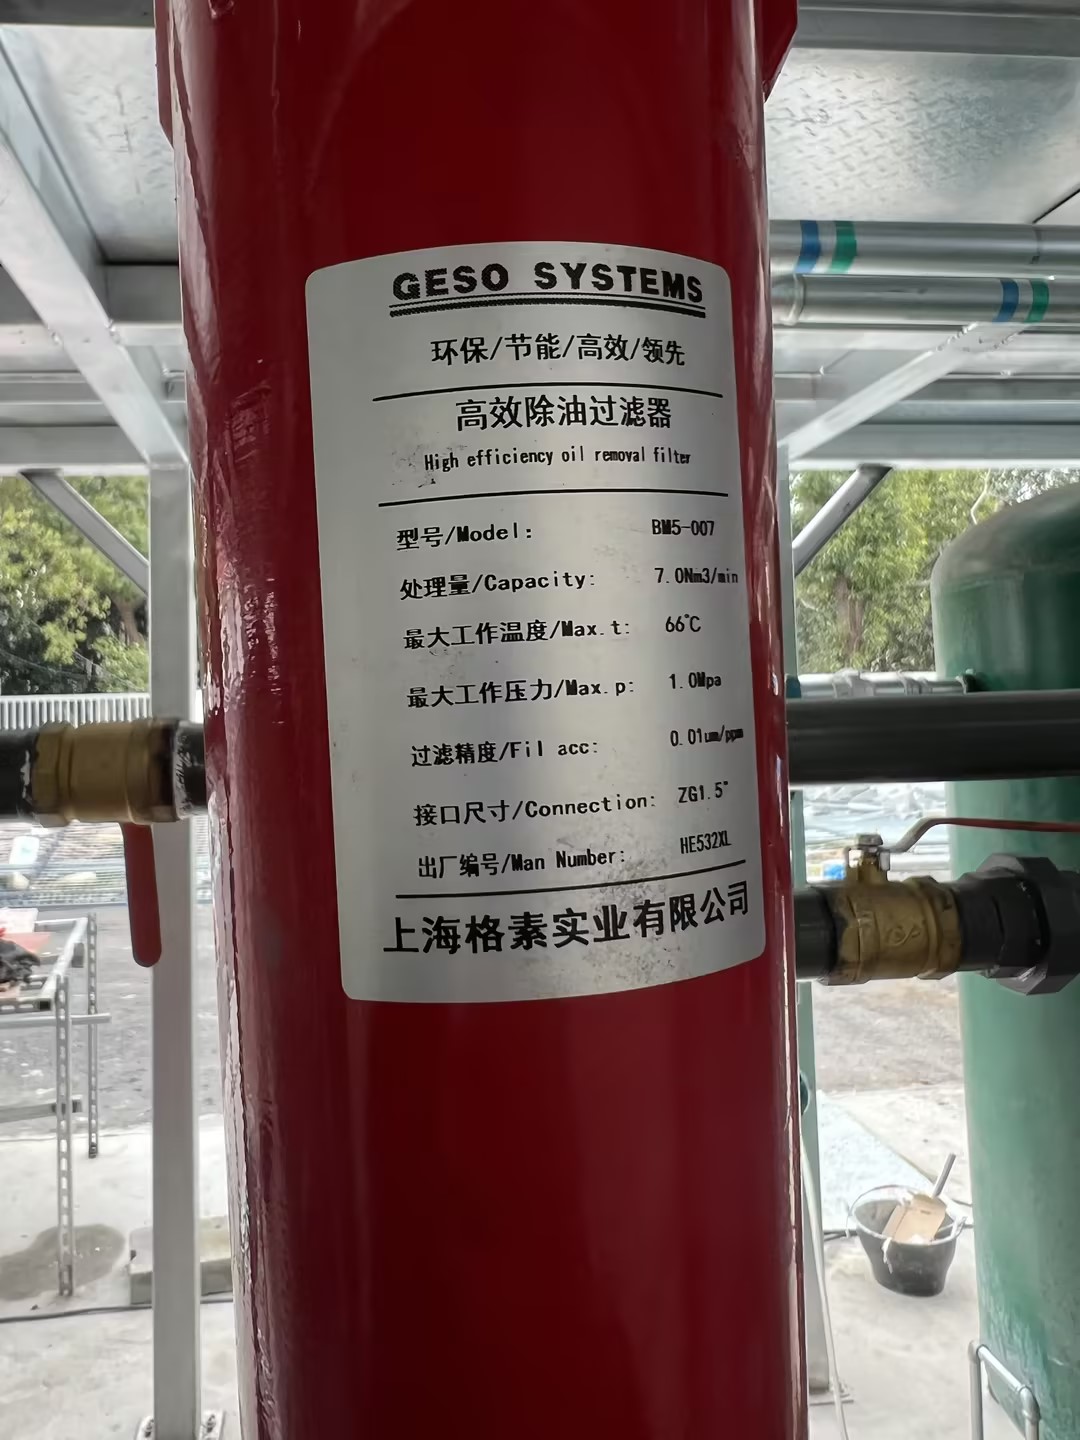 GESO SYSTEMS
环保/节能/高效/领先
高效除油过滤器
High efficiency oil removal filter
型号/Model: BM5-007
处理量/Capacity: 7.0Nm3/min
最大工作温度/Max.t: 66℃
最大工作压力/Max.p: 1.0Mpa
过滤精度/Fil acc: 0.01um/ppm
接口尺寸/Connection: ZG1.5"
出厂编号/Man Number: HE532XL
上海格素实业有限公司